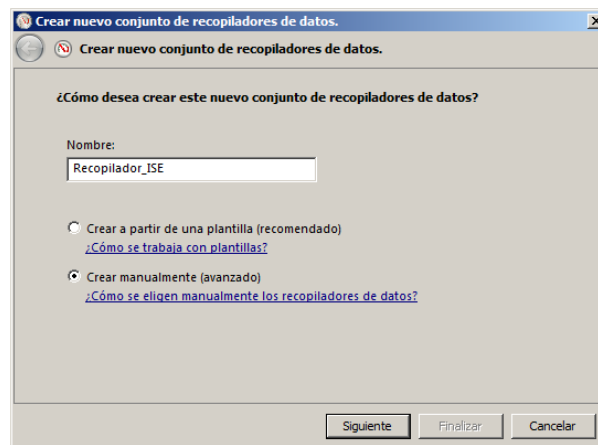 Crear nuevo conjunto de recopiladores de datos.
Crear nuevo conjunto de recopiladores de datos.
¿Cómo desea crear este nuevo conjunto de recopiladores de datos?
Nombre:
Recopilador_ISE
Crear a partir de una plantilla (recomendado)
¿Cómo se trabaja con plantillas?
Crear manualmente (avanzado)
¿Cómo se eligen manualmente los recopiladores de datos?
Siguiente Finalizar Cancelar